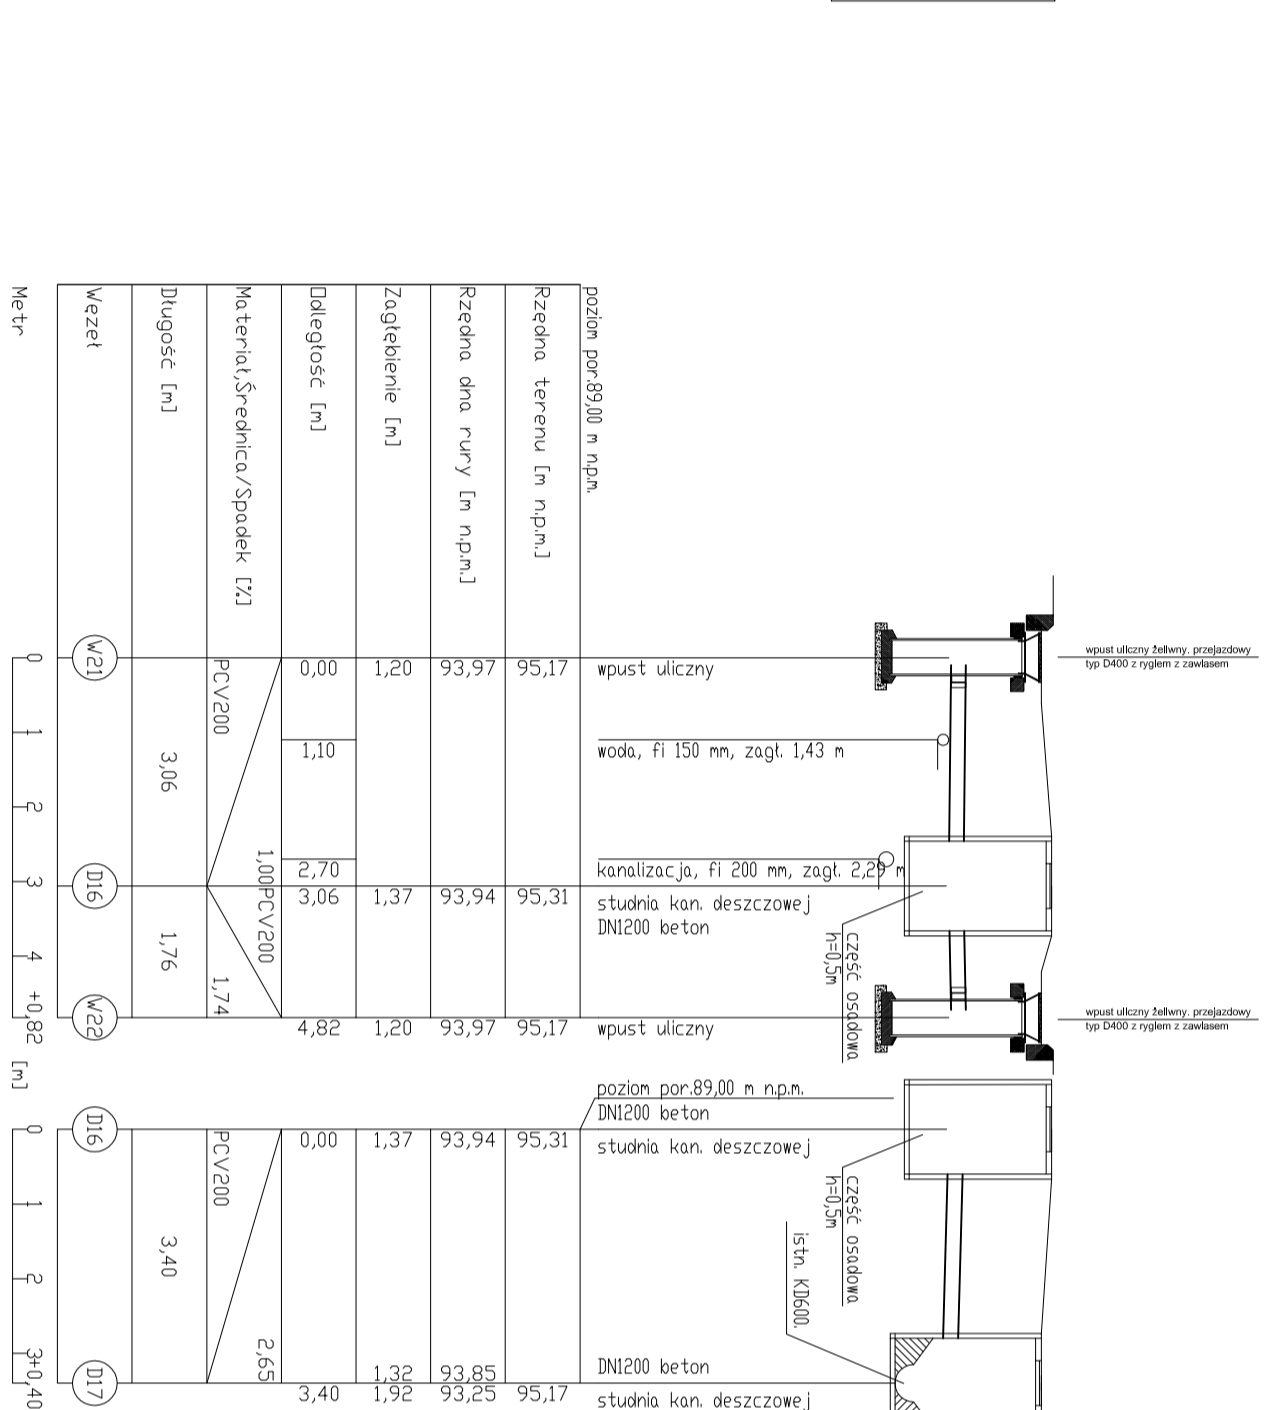 poziom por.89,00 m n.p.m.
Rzędna terenu [m n.p.m.]
Rzędna dna rury [m n.p.m.]
Zagłębienie [m]
Odległość [m]
Materiał,Średnica/Spadek [%]
Długość [m]
Węzeł
Metr
wpust uliczny żeliwny. przejazdowy
typ D400 z ryglem z zawiasem
W21
0
PCV200
0,00
1,20
93,97
95,17
wpust uliczny
1
3,06
1,10
woda, fi 150 mm, zagł. 1,43 m
2
1,00
2,70
kanalizacja, fi 200 mm, zagł. 2,29 m
3
D16
PCV200
3,06
1,37
93,94
95,31
studnia kan. deszczowej
DN1200 beton
część osadowa
h=0,5m
4
1,76
1,74
+0,82
W22
4,82
1,20
93,97
95,17
wpust uliczny
wpust uliczny żeliwny. przejazdowy
typ D400 z ryglem z zawiasem
[m]
poziom por.89,00 m n.p.m.
DN1200 beton
0
D16
PCV200
0,00
1,37
93,94
95,31
studnia kan. deszczowej
część osadowa
h=0,5m
1
3,40
istn. KD600.
2
2,65
3
+0,40
D17
1,32
93,85
DN1200 beton
3,40
1,92
93,25
95,17
studnia kan. deszczowej